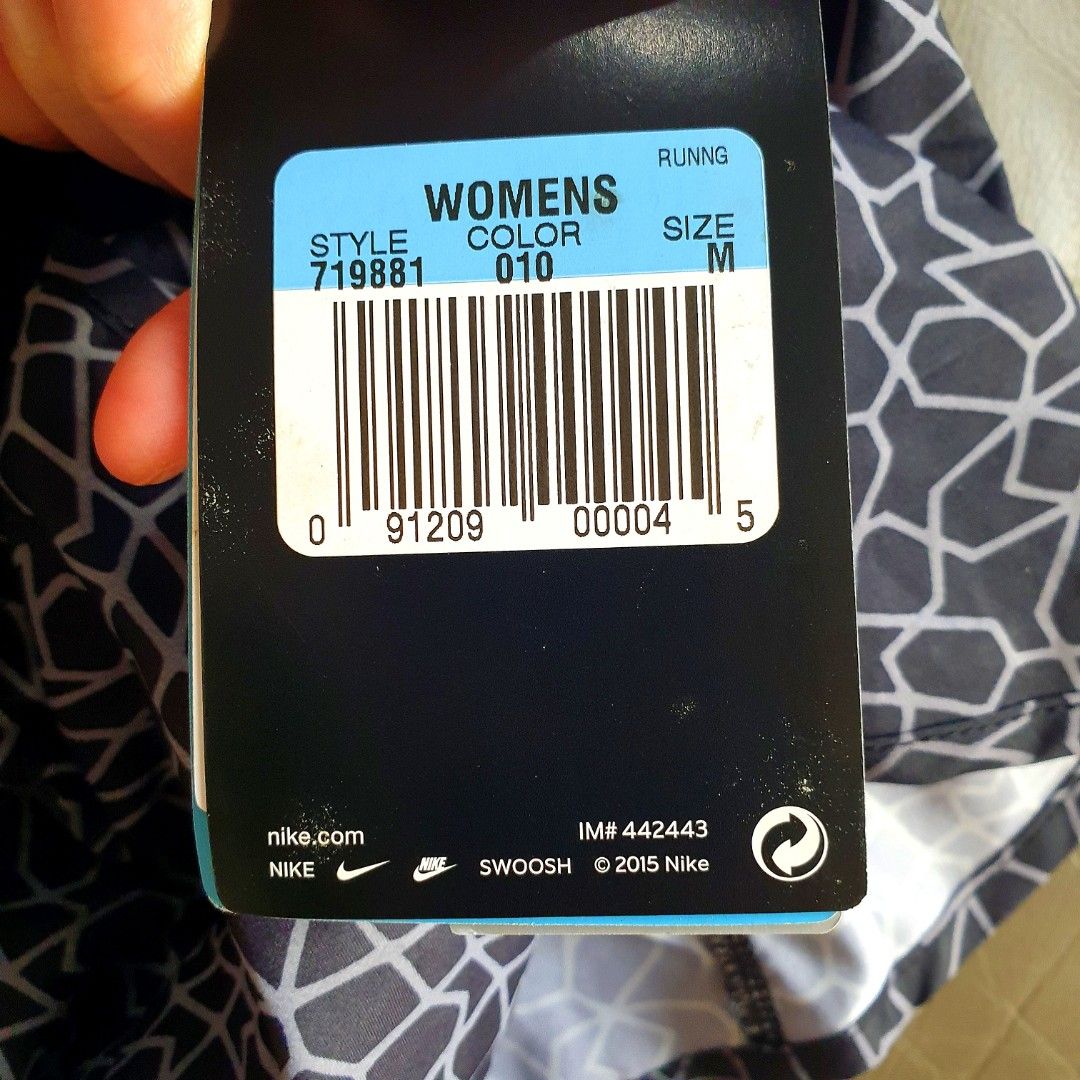 RUNNG
WOMENS
STYLE COLOR SIZE
719881 010 M
0 91209 00004 5
nike.com IM# 442443
NIKE NIKE SWOOSH © 2015 Nike